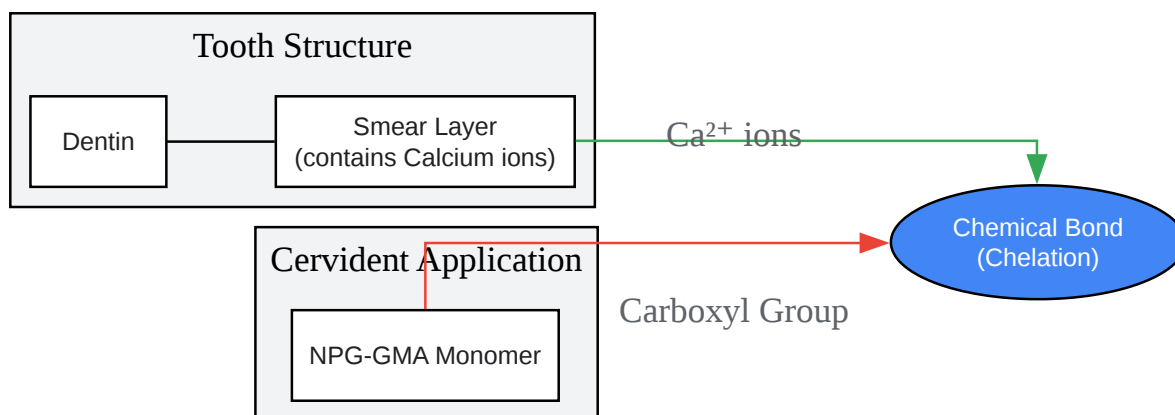 Tooth Structure
Dentin
Smear Layer
(contains Calcium ions)
Ca²⁺ ions
Chemical Bond
(Chelation)
Cervident Application
Carboxyl Group
NPG-GMA Monomer